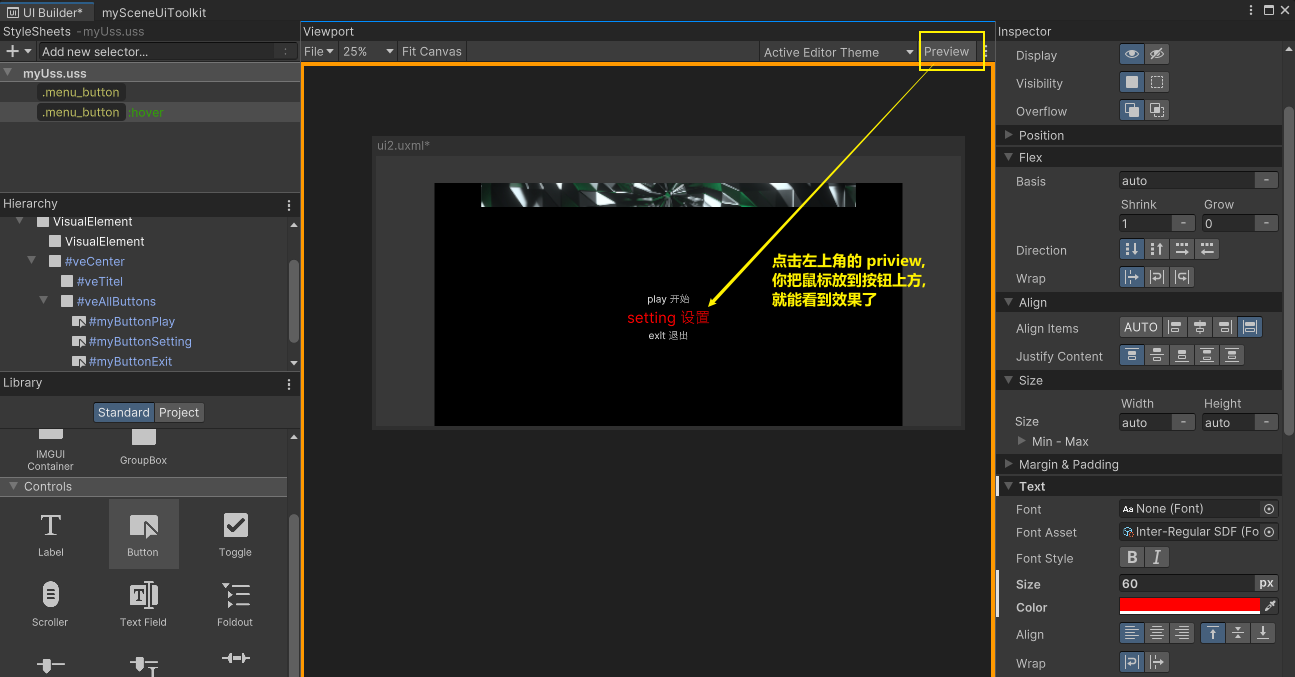 UI Builder*
mySceneUiToolkit
StyleSheets - myUss.uss
Add new selector...
myUss.uss
.menu_button
.menu_button :hover
Hierarchy
VisualElement
VisualElement
#veCenter
#veTitel
#veAllButtons
#myButtonPlay
#myButtonSetting
#myButtonExit
Library
Standard Project
IMGUI Container
GroupBox
Controls
Label
Button
Toggle
Scroller
Text Field
Foldout
Viewport
File 25% Fit Canvas
Active Editor Theme
Preview
ui2.uxml*
play 开始
setting 设置
exit 退出
点击左上角的 priview,
你把鼠标放到按钮上方,
就能看到效果了
Inspector
Display
Visibility
Overflow
Position
Flex
Basis auto -
Shrink Grow
1 - 0 -
Direction
Wrap
Align
Align Items AUTO
Justify Content
Size
Width Height
Size auto - auto -
Min - Max
Margin & Padding
Text
Font Aa None (Font)
Font Asset Inter-Regular SDF (Fo
Font Style B I
Size 60 px
Color
Align
Wrap